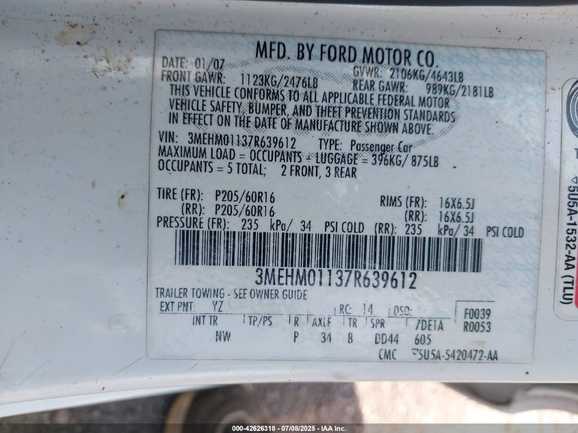 MFD. BY FORD MOTOR CO.
DATE: 01/07 GVWR: 2106KG/4643LB
FRONT GAWR: 1123KG/2476LB REAR GAWR: 989KG/2181LB
THIS VEHICLE CONFORMS TO ALL APPLICABLE FEDERAL MOTOR
VEHICLE SAFETY, BUMPER, AND THEFT PREVENTION STANDARDS
IN EFFECT ON THE DATE OF MANUFACTURE SHOWN ABOVE.
VIN: 3MEHM01137R639612 TYPE: Passenger Car
MAXIMUM LOAD = OCCUPANTS + LUGGAGE = 396KG/ 875LB
OCCUPANTS = 5 TOTAL; 2 FRONT, 3 REAR
TIRE (FR): P205/60R16 RIMS (FR): 16X6.5J
(RR): P205/60R16 (RR): 16X6.5J
PRESSURE (FR): 235 kPa/ 34 PSI COLD (RR): 235 kPa/ 34 PSI COLD
3MEHM01137R639612
TRAILER TOWING - SEE OWNER GUIDE
EXT PNT: YZ RC: 14 DSO: F0039
INT TR TP/PS R AXLE TR SPR R0053
NW P 34 B DD44 605
CMC 5U5A-5420472-AA
5U5A-1532-AA (TLU)
000-42626318 - 07/08/2025 - IAA, Inc.